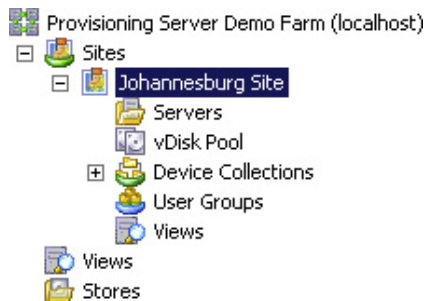 Provisioning Server Demo Farm (localhost)
Sites
Johannesburg Site
Servers
vDisk Pool
Device Collections
User Groups
Views
Views
Stores